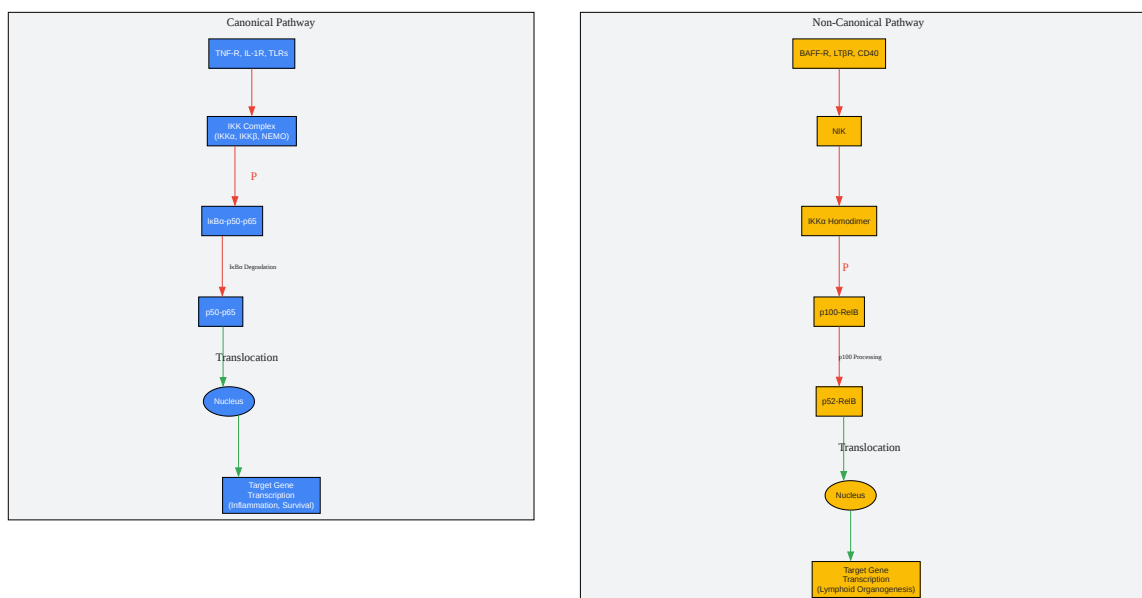 Canonical Pathway
TNF-R, IL-1R, TLRs
IKK Complex
(IKKα, IKKβ, NEMO)
P
IκBα-p50-p65
IκBα Degradation
p50-p65
Translocation
Nucleus
Target Gene
Transcription
(Inflammation, Survival)
Non-Canonical Pathway
BAFF-R, LTβR, CD40
NIK
IKKα Homodimer
P
p100-RelB
p100 Processing
p52-RelB
Translocation
Nucleus
Target Gene
Transcription
(Lymphoid Organogenesis)